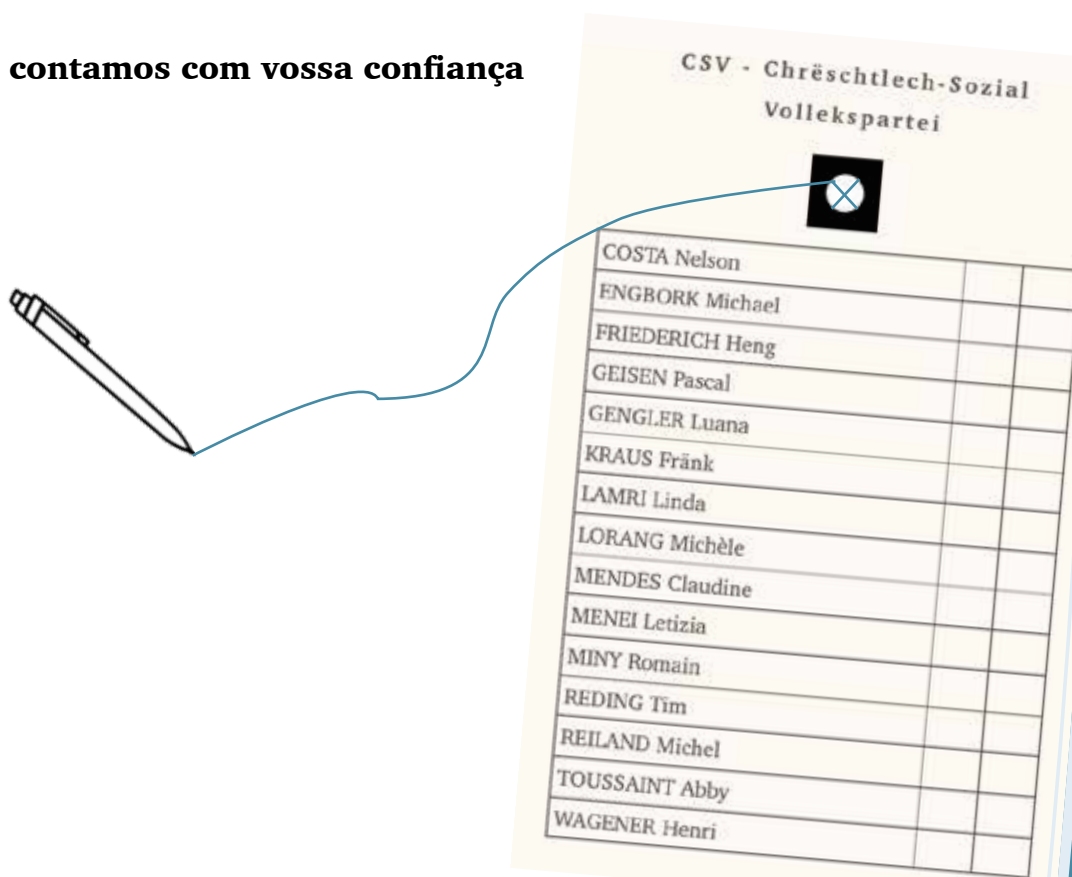 contamos com vossa confiança
CSV - Chrëschtlech-Sozial
Vollekspartei
COSTA Nelson
ENGBORK Michael
FRIEDERICH Heng
GEISEN Pascal
GENGLER Luana
KRAUS Fränk
LAMRI Linda
LORANG Michèle
MENDES Claudine
MENEI Letizia
MINY Romain
REDING Tim
REILAND Michel
TOUSSAINT Abby
WAGENER Henri